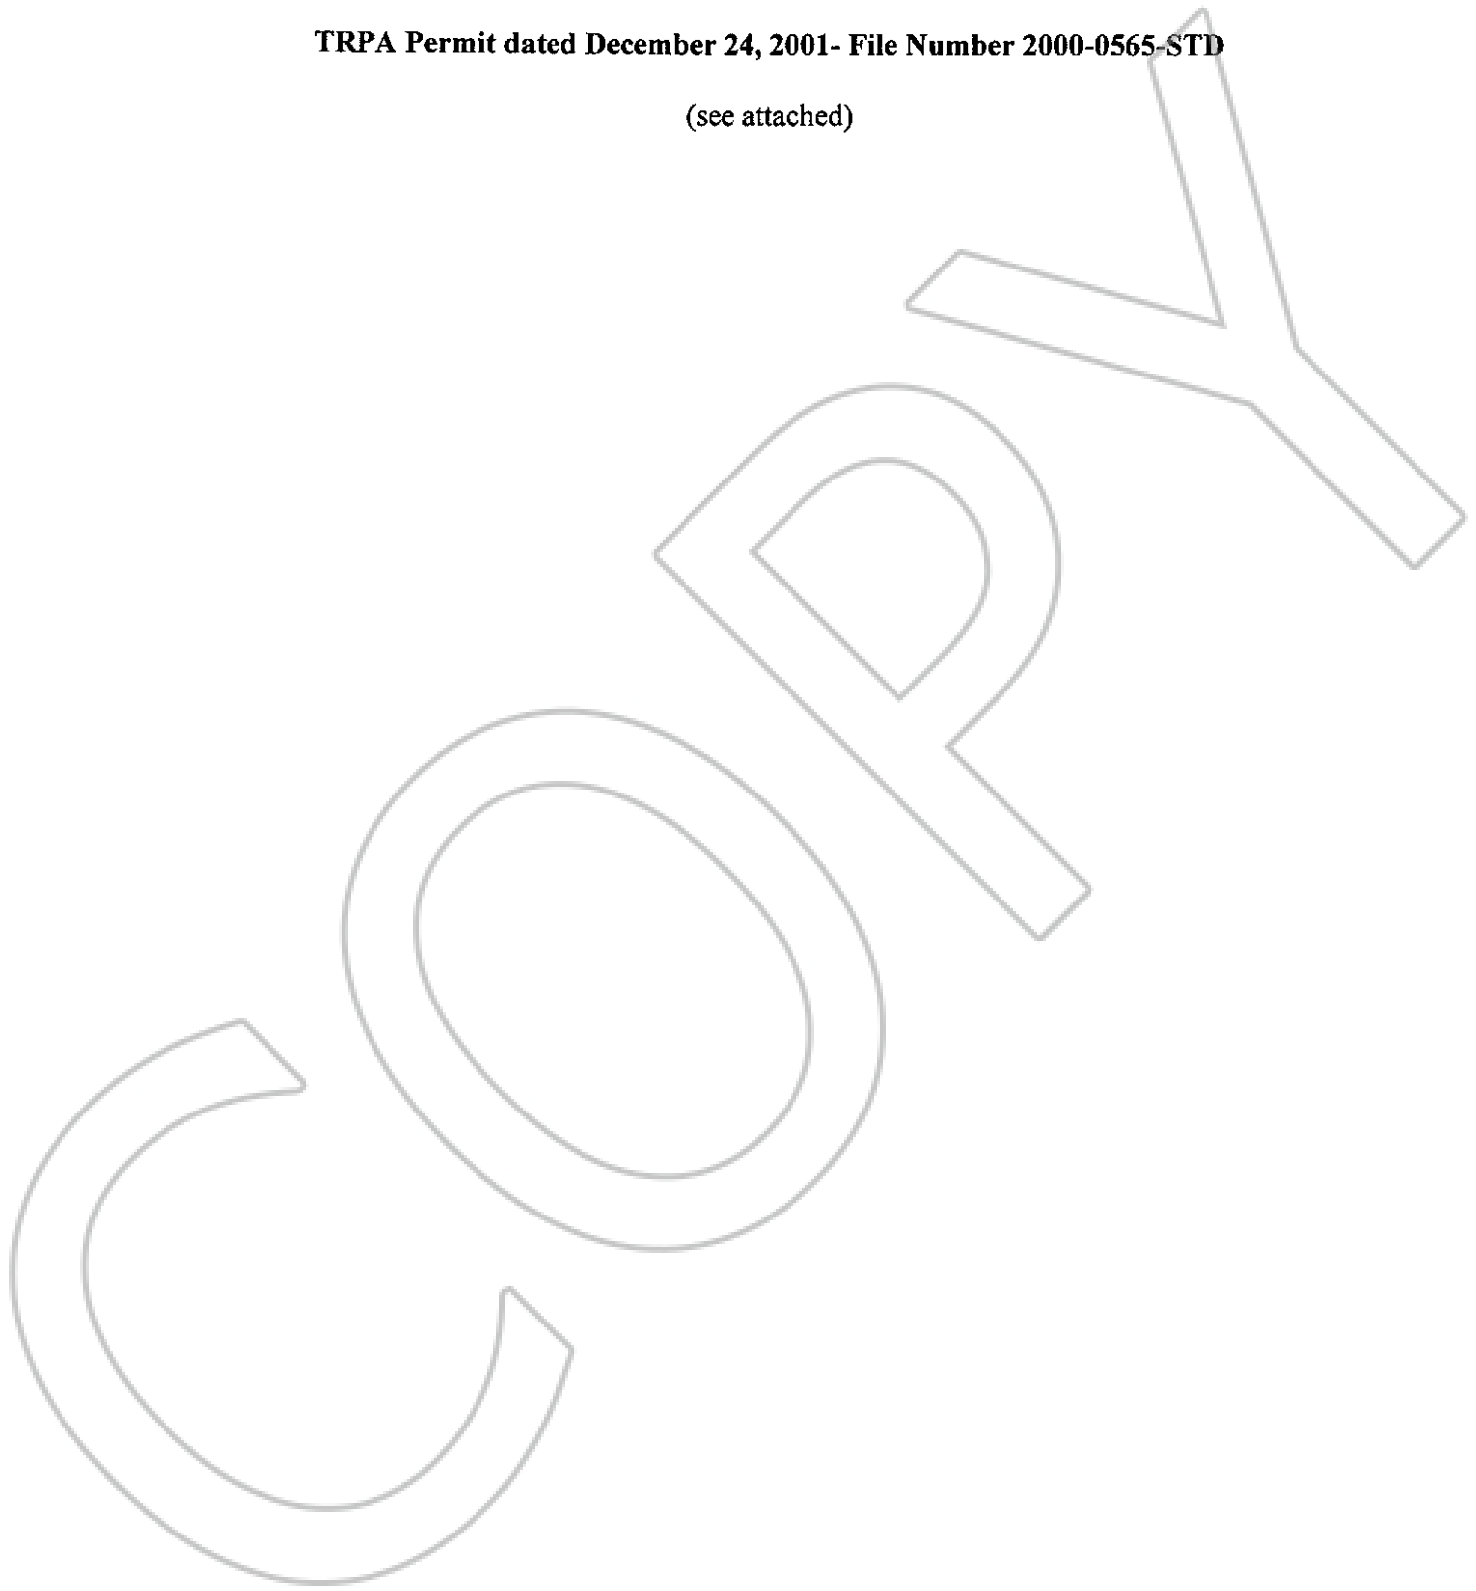 TRPA Permit dated December 24, 2001- File Number 2000-0565-STD
(see attached)
COPY